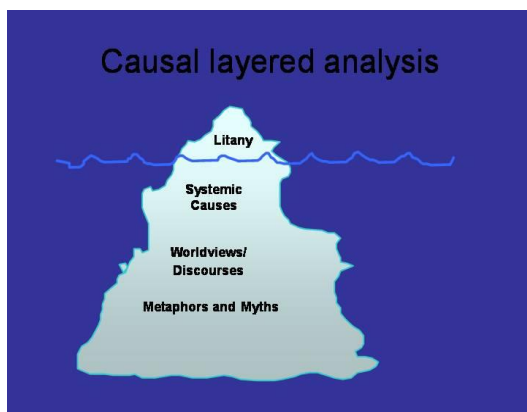 Causal layered analysis
Litany
Systemic
Causes
Worldviews/
Discourses
Metaphors and Myths